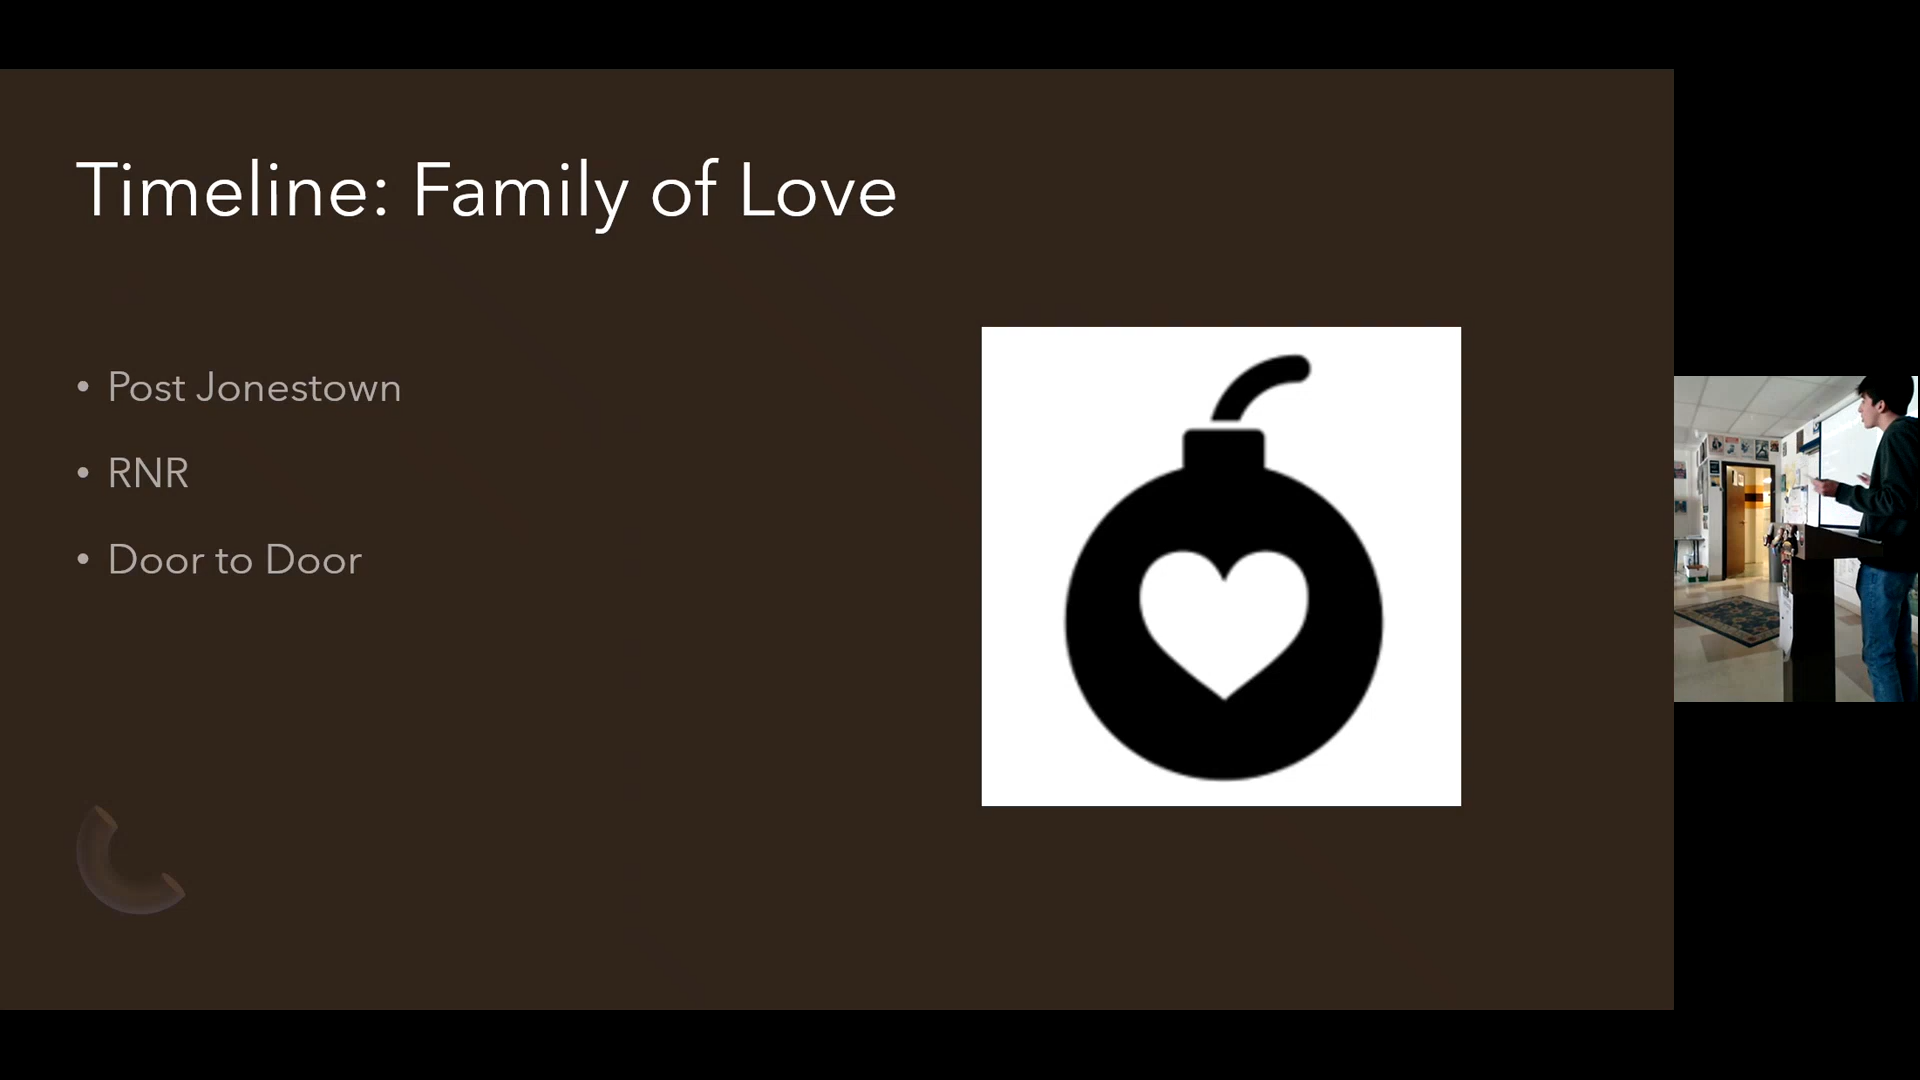 Timeline: Family of Love
• Post Jonestown
• RNR
• Door to Door